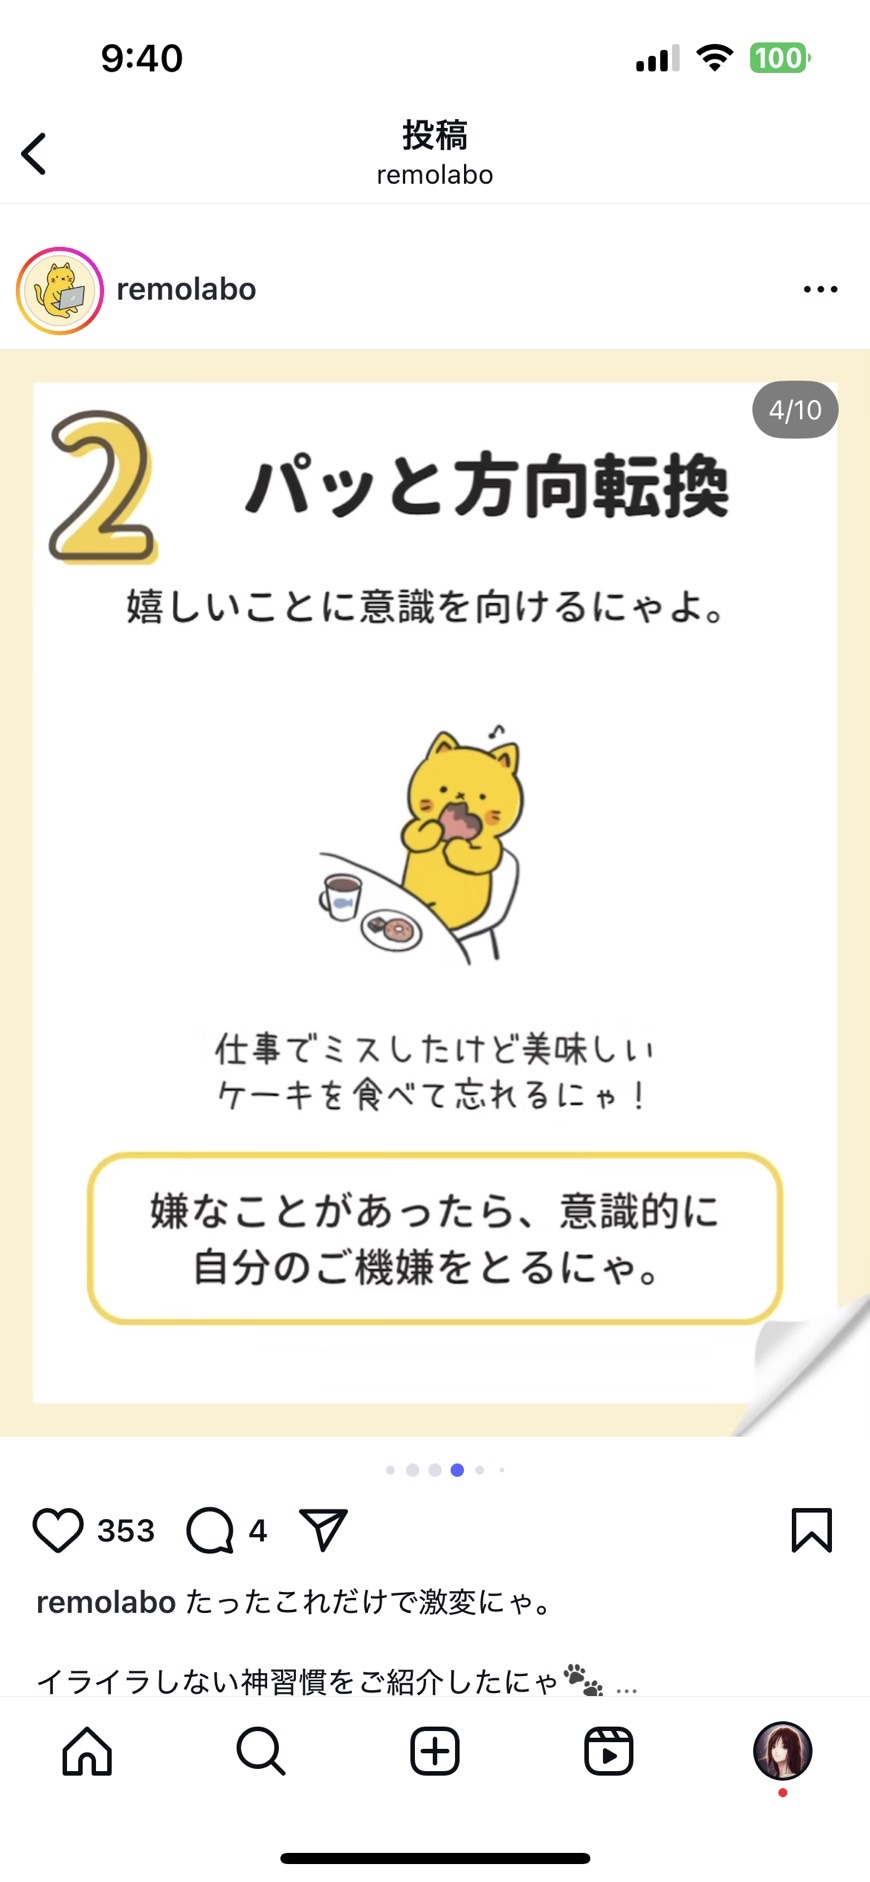 9:40
100
投稿
remolabo
remolabo
4/10
2
パッと方向転換
嬉しいことに意識を向けるにゃよ。
仕事でミスしたけど美味しい
ケーキを食べて忘れるにゃ！
嫌なことがあったら、意識的に
自分のご機嫌をとるにゃ。
353
4
remolabo たったこれだけで激変にゃ。
イライラしない神習慣をご紹介したにゃ🐾 ...